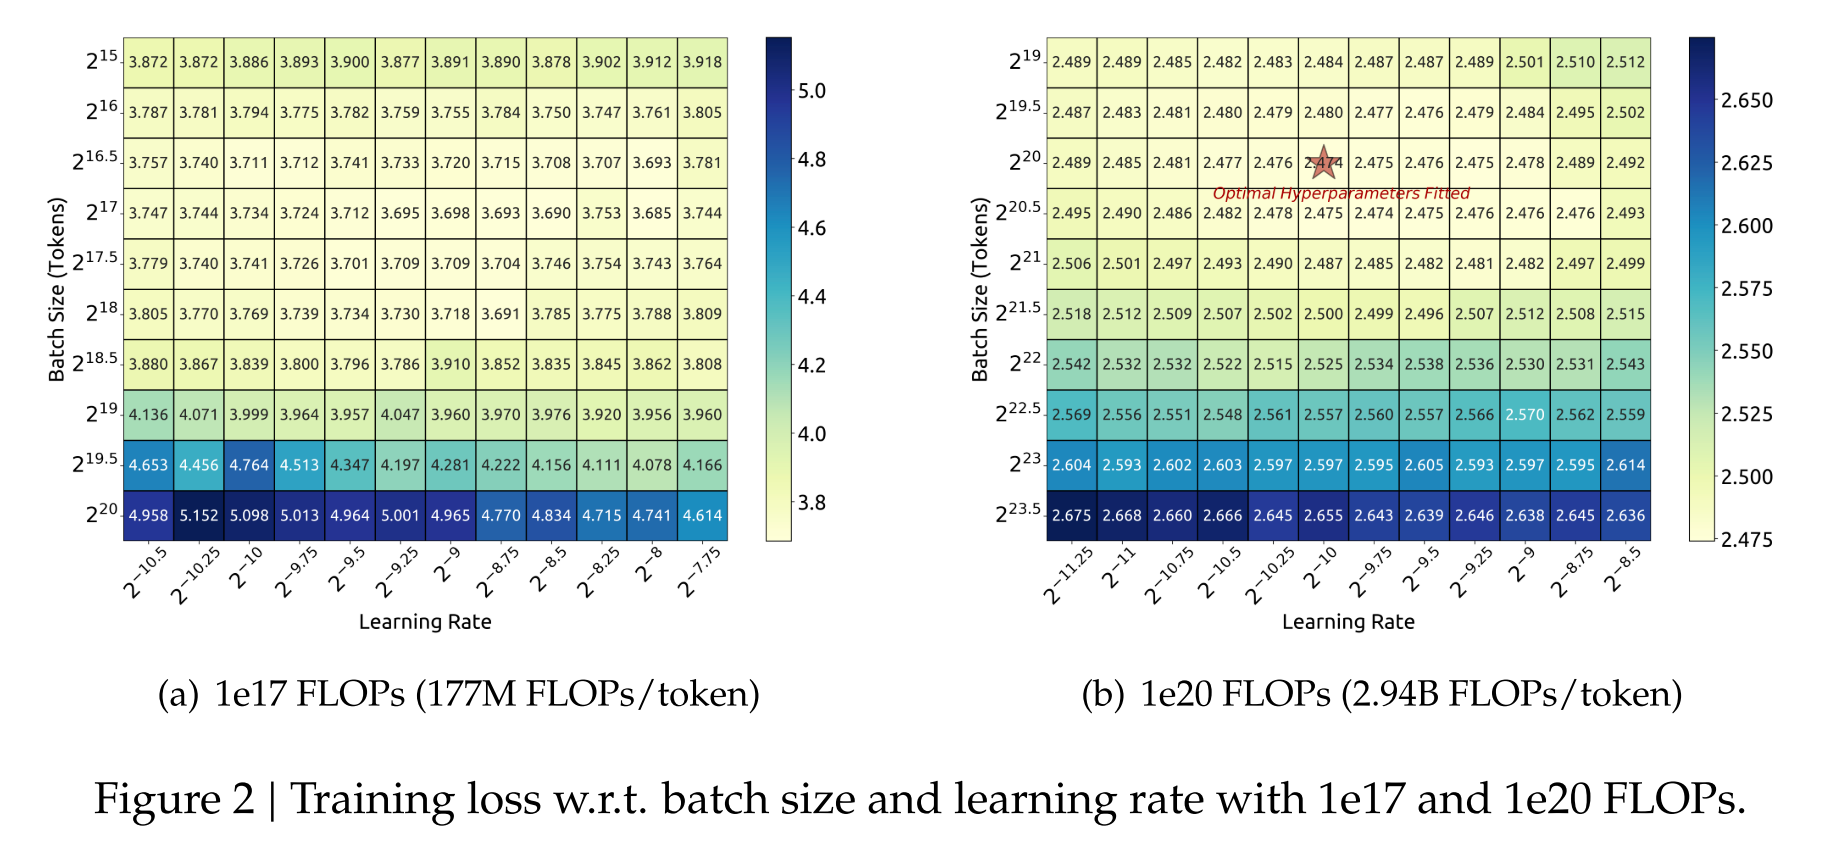 2^15 3.872 3.872 3.886 3.893 3.900 3.877 3.891 3.890 3.878 3.902 3.912 3.918
2^16 3.787 3.781 3.794 3.775 3.782 3.759 3.755 3.784 3.750 3.747 3.761 3.805
2^16.5 3.757 3.740 3.711 3.712 3.741 3.733 3.720 3.715 3.708 3.707 3.693 3.781
2^17 3.747 3.744 3.734 3.724 3.712 3.695 3.698 3.693 3.690 3.753 3.685 3.744
2^17.5 3.779 3.740 3.741 3.726 3.701 3.709 3.709 3.704 3.746 3.754 3.743 3.764
2^18 3.805 3.770 3.769 3.739 3.734 3.730 3.718 3.691 3.785 3.775 3.788 3.809
2^18.5 3.880 3.867 3.839 3.800 3.796 3.786 3.910 3.852 3.835 3.845 3.862 3.808
2^19 4.136 4.071 3.999 3.964 3.957 4.047 3.960 3.970 3.976 3.920 3.956 3.960
2^19.5 4.653 4.456 4.764 4.513 4.347 4.197 4.281 4.222 4.156 4.111 4.078 4.166
2^20 4.958 5.152 5.098 5.013 4.964 5.001 4.965 4.770 4.834 4.715 4.741 4.614
2^−10.5 2^−10.25 2^−10 2^−9.75 2^−9.5 2^−9.25 2^−9 2^−8.75 2^−8.5 2^−8.25 2^−8 2^−7.75
Batch Size (Tokens)
Learning Rate
5.0
4.8
4.6
4.4
4.2
4.0
3.8
(a) 1e17 FLOPs (177M FLOPs/token)
2^19 2.489 2.489 2.485 2.482 2.483 2.484 2.487 2.487 2.489 2.501 2.510 2.512
2^19.5 2.487 2.483 2.481 2.480 2.479 2.480 2.477 2.476 2.479 2.484 2.495 2.502
2^20 2.489 2.485 2.481 2.477 2.476 2.474 2.475 2.476 2.475 2.478 2.489 2.492
Optimal Hyperparameters Fitted
2^20.5 2.495 2.490 2.486 2.482 2.478 2.475 2.474 2.475 2.476 2.476 2.476 2.493
2^21 2.506 2.501 2.497 2.493 2.490 2.487 2.485 2.482 2.481 2.482 2.497 2.499
2^21.5 2.518 2.512 2.509 2.507 2.502 2.500 2.499 2.496 2.507 2.512 2.508 2.515
2^22 2.542 2.532 2.532 2.522 2.515 2.525 2.534 2.538 2.536 2.530 2.531 2.543
2^22.5 2.569 2.556 2.551 2.548 2.561 2.557 2.560 2.557 2.566 2.570 2.562 2.559
2^23 2.604 2.593 2.602 2.603 2.597 2.597 2.595 2.605 2.593 2.597 2.595 2.614
2^23.5 2.675 2.668 2.660 2.666 2.645 2.655 2.643 2.639 2.646 2.638 2.645 2.636
2^−11.25 2^−11 2^−10.75 2^−10.5 2^−10.25 2^−10 2^−9.75 2^−9.5 2^−9.25 2^−9 2^−8.75 2^−8.5
Batch Size (Tokens)
Learning Rate
2.650
2.625
2.600
2.575
2.550
2.525
2.500
2.475
(b) 1e20 FLOPs (2.94B FLOPs/token)
Figure 2 | Training loss w.r.t. batch size and learning rate with 1e17 and 1e20 FLOPs.